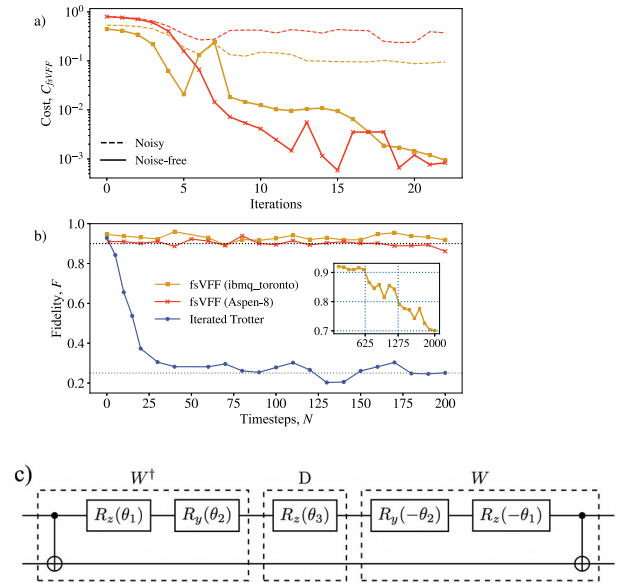 a)
Cost, C_fsVFF
10^0
10^-1
10^-2
10^-3
Noisy
Noise-free
0 5 10 15 20
Iterations
b)
Fidelity, F
1.0
0.8
0.6
0.4
0.2
fsVFF (ibmq_toronto)
fsVFF (Aspen-8)
Iterated Trotter
0.9
0.8
0.7
625 1275 2000
0 25 50 75 100 125 150 175 200
Timesteps, N
c)
W† D W
R_z(θ_1) R_y(θ_2) R_z(θ_3) R_y(−θ_2) R_z(−θ_1)